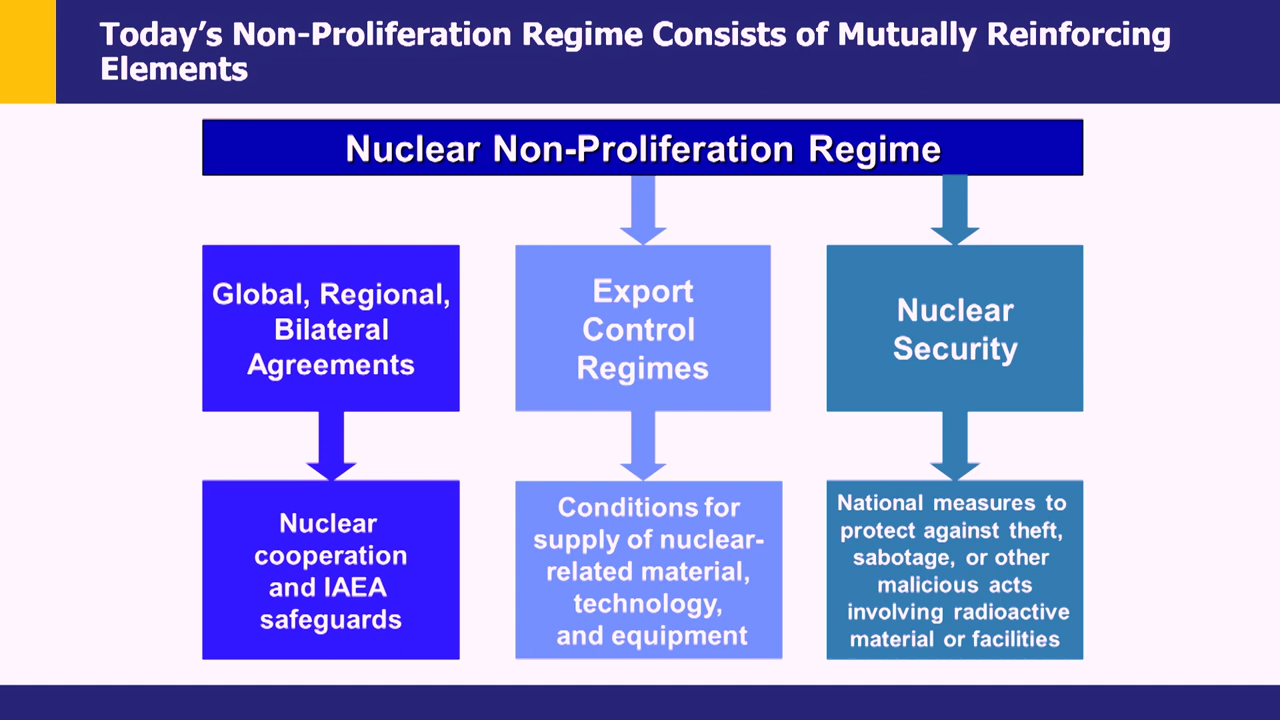 Today’s Non-Proliferation Regime Consists of Mutually Reinforcing
Elements
Nuclear Non-Proliferation Regime
Global, Regional,
Bilateral
Agreements
Export
Control
Regimes
Nuclear
Security
Nuclear
cooperation
and IAEA
safeguards
Conditions for
supply of nuclear-
related material,
technology,
and equipment
National measures to
protect against theft,
sabotage, or other
malicious acts
involving radioactive
material or facilities